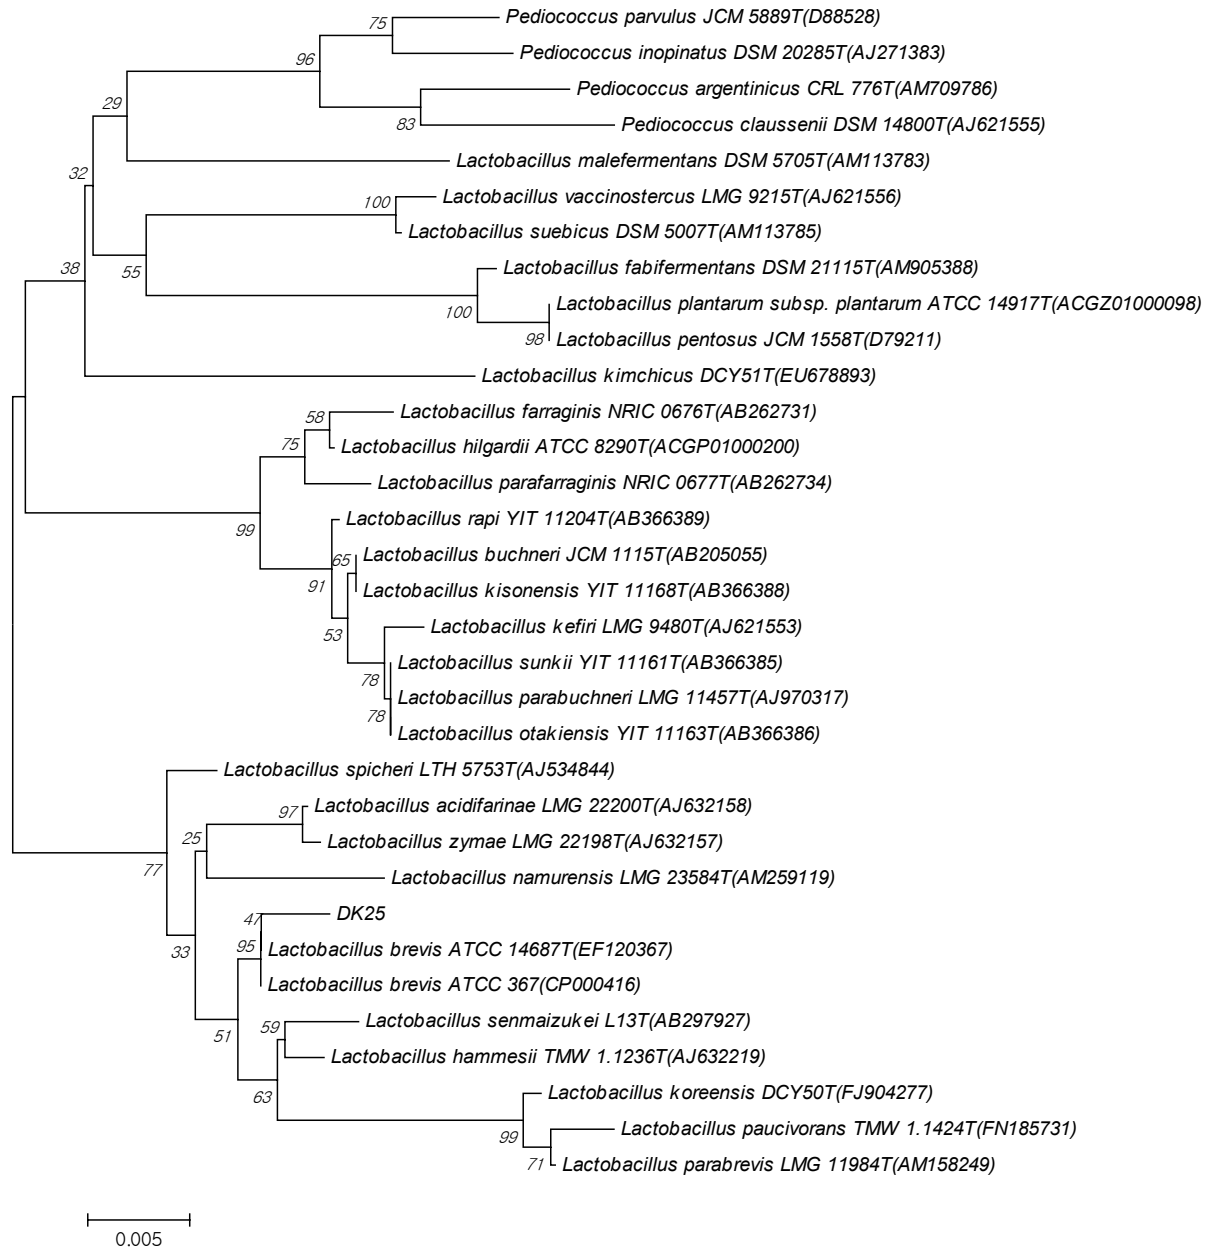 75
Pediococcus parvulus JCM 5889T(D88528)
96
Pediococcus inopinatus DSM 20285T(AJ271383)
29
Pediococcus argentinicus CRL 776T(AM709786)
83
Pediococcus claussenii DSM 14800T(AJ621555)
Lactobacillus malefermentans DSM 5705T(AM113783)
32
100
Lactobacillus vaccinostercus LMG 9215T(AJ621556)
Lactobacillus suebicus DSM 5007T(AM113785)
38
55
Lactobacillus fabifermentans DSM 21115T(AM905388)
100
Lactobacillus plantarum subsp. plantarum ATCC 14917T(ACGZ01000098)
98
Lactobacillus pentosus JCM 1558T(D79211)
Lactobacillus kimchicus DCY51T(EU678893)
58
Lactobacillus farraginis NRIC 0676T(AB262731)
75
Lactobacillus hilgardii ATCC 8290T(ACGP01000200)
Lactobacillus parafarraginis NRIC 0677T(AB262734)
99
Lactobacillus rapi YIT 11204T(AB366389)
65
Lactobacillus buchneri JCM 1115T(AB205055)
91
Lactobacillus kisonensis YIT 11168T(AB366388)
53
Lactobacillus kefiri LMG 9480T(AJ621553)
78
Lactobacillus sunkii YIT 11161T(AB366385)
78
Lactobacillus parabuchneri LMG 11457T(AJ970317)
Lactobacillus otakiensis YIT 11163T(AB366386)
Lactobacillus spicheri LTH 5753T(AJ534844)
97
Lactobacillus acidifarinae LMG 22200T(AJ632158)
25
Lactobacillus zymae LMG 22198T(AJ632157)
77
Lactobacillus namurensis LMG 23584T(AM259119)
47
DK25
33
95
Lactobacillus brevis ATCC 14687T(EF120367)
Lactobacillus brevis ATCC 367(CP000416)
51
59
Lactobacillus senmaizukei L13T(AB297927)
Lactobacillus hammesii TMW 1.1236T(AJ632219)
63
Lactobacillus koreensis DCY50T(FJ904277)
99
Lactobacillus paucivorans TMW 1.1424T(FN185731)
71
Lactobacillus parabrevis LMG 11984T(AM158249)
0.005